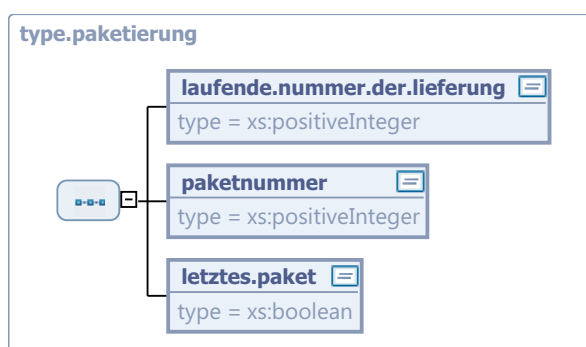 type.paketierung
laufende.nummer.der.lieferung
type = xs:positiveInteger
paketnummer
type = xs:positiveInteger
letztes.paket
type = xs:boolean